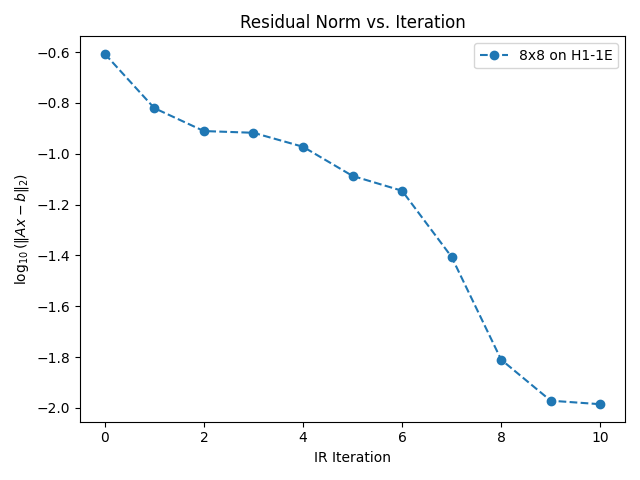 Residual Norm vs. Iteration
8x8 on H1-1E
log₁₀(‖Ax − b‖₂)
−0.6
−0.8
−1.0
−1.2
−1.4
−1.6
−1.8
−2.0
0 2 4 6 8 10
IR Iteration